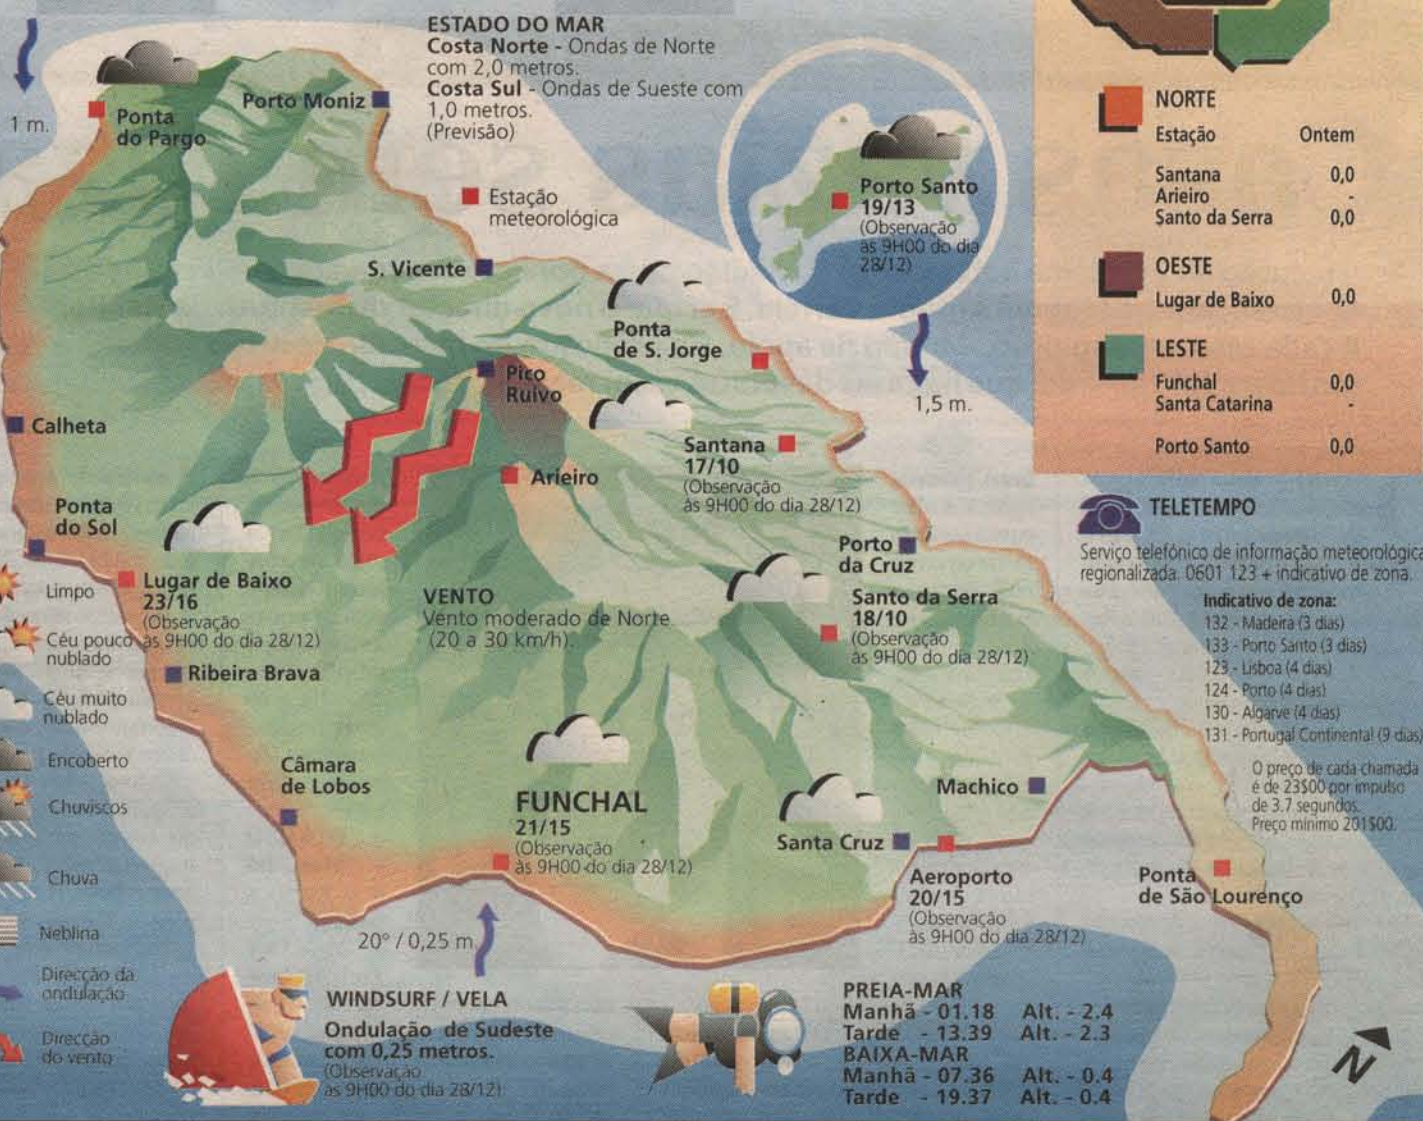 ESTADO DO MAR
Costa Norte - Ondas de Norte
com 2,0 metros.
Costa Sul - Ondas de Sueste com
1,0 metros.
(Previsão)
1 m.
Ponta
do Pargo
Porto Moniz
Estação
meteorológica
S. Vicente
Porto Santo
19/13
(Observação
às 9H00 do dia
28/12)
Ponta
de S. Jorge
1,5 m.
Pico
Ruivo
Calheta
Santana
17/10
(Observação
às 9H00 do dia 28/12)
Arieiro
Ponta
do Sol
Porto
da Cruz
Lugar de Baixo
23/16
(Observação
às 9H00 do dia 28/12)
VENTO
Vento moderado de Norte
(20 a 30 km/h).
Santo da Serra
18/10
(Observação
às 9H00 do dia 28/12)
Ribeira Brava
Câmara
de Lobos
FUNCHAL
21/15
(Observação
às 9H00 do dia 28/12)
Machico
Santa Cruz
Aeroporto
20/15
(Observação
às 9H00 do dia 28/12)
Ponta
de São Lourenço
20º / 0,25 m.
Limpo
Céu pouco
nublado
Céu muito
nublado
Encoberto
Chuviscos
Chuva
Neblina
Direcção da
ondulação
Direcção
do vento
WINDSURF / VELA
Ondulação de Sudeste
com 0,25 metros.
(Observação
às 9H00 do dia 28/12)
PREIA-MAR
Manhã - 01.18 Alt. - 2.4
Tarde - 13.39 Alt. - 2.3
BAIXA-MAR
Manhã - 07.36 Alt. - 0.4
Tarde - 19.37 Alt. - 0.4
N
NORTE
Estação Ontem
Santana 0,0
Arieiro -
Santo da Serra 0,0
OESTE
Lugar de Baixo 0,0
LESTE
Funchal 0,0
Santa Catarina -
Porto Santo 0,0
TELETEMPO
Serviço telefónico de informação meteorológica
regionalizada. 0601 123 + indicativo de zona.
Indicativo de zona:
132 - Madeira (3 dias)
133 - Porto Santo (3 dias)
123 - Lisboa (4 dias)
124 - Porto (4 dias)
130 - Algarve (4 dias)
131 - Portugal Continental (9 dias)
O preço de cada chamada
é de 23$00 por impulso
de 3.7 segundos.
Preço mínimo 201$00.